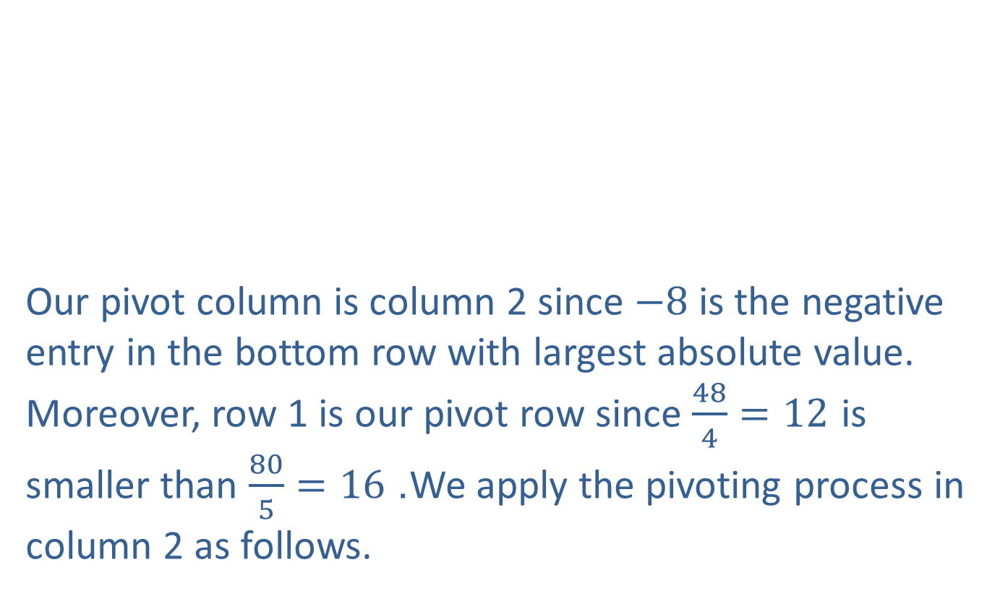 Our pivot column is column 2 since −8 is the negative
entry in the bottom row with largest absolute value.
Moreover, row 1 is our pivot row since 48/4 = 12 is
smaller than 80/5 = 16 .We apply the pivoting process in
column 2 as follows.